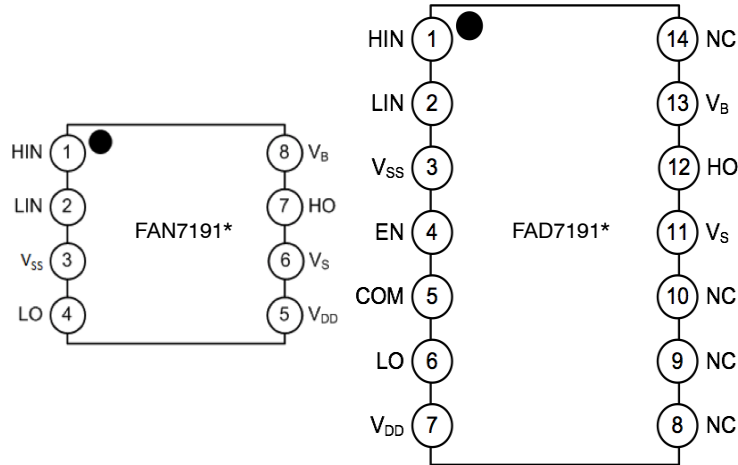 HIN 1 8 VB
LIN 2 7 HO
FAN7191*
VSS 3 6 VS
LO 4 5 VDD
HIN 1 14 NC
LIN 2 13 VB
VSS 3 12 HO
EN 4 FAD7191* 11 VS
COM 5 10 NC
LO 6 9 NC
VDD 7 8 NC